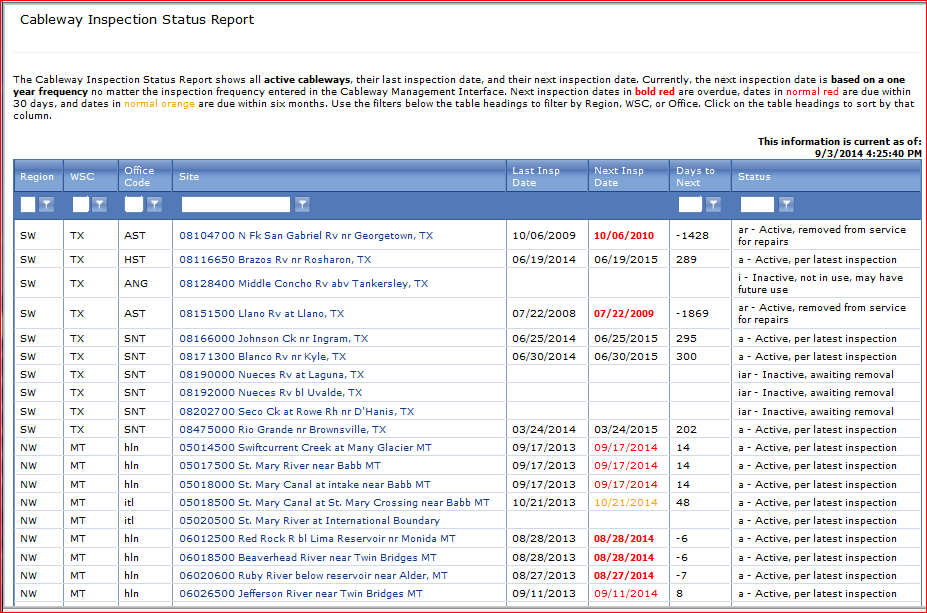 Cableway Inspection Status Report
The Cableway Inspection Status Report shows all active cableways, their last inspection date, and their next inspection date. Currently, the next inspection date is based on a one
year frequency no matter the inspection frequency entered in the Cableway Management Interface. Next inspection dates in bold red are overdue, dates in normal red are due within
30 days, and dates in normal orange are due within six months. Use the filters below the table headings to filter by Region, WSC, or Office. Click on the table headings to sort by that
column.
This information is current as of:
9/3/2014 4:25:40 PM
Region WSC Office Code Site Last Insp Date Next Insp Date Days to Next Status
SW TX AST 08104700 N Fk San Gabriel Rv nr Georgetown, TX 10/06/2009 10/06/2010 -1428 ar - Active, removed from service
for repairs
SW TX HST 08116650 Brazos Rv nr Rosharon, TX 06/19/2014 06/19/2015 289 a - Active, per latest inspection
SW TX ANG 08128400 Middle Concho Rv abv Tankersley, TX i - Inactive, not in use, may have
future use
SW TX AST 08151500 Llano Rv at Llano, TX 07/22/2008 07/22/2009 -1869 ar - Active, removed from service
for repairs
SW TX SNT 08166000 Johnson Ck nr Ingram, TX 06/25/2014 06/25/2015 295 a - Active, per latest inspection
SW TX SNT 08171300 Blanco Rv nr Kyle, TX 06/30/2014 06/30/2015 300 a - Active, per latest inspection
SW TX SNT 08190000 Nueces Rv at Laguna, TX iar - Inactive, awaiting removal
SW TX SNT 08192000 Nueces Rv bl Uvalde, TX iar - Inactive, awaiting removal
SW TX SNT 08202700 Seco Ck at Rowe Rh nr D'Hanis, TX iar - Inactive, awaiting removal
SW TX SNT 08475000 Rio Grande nr Brownsville, TX 03/24/2014 03/24/2015 202 a - Active, per latest inspection
NW MT hln 05014500 Swiftcurrent Creek at Many Glacier MT 09/17/2013 09/17/2014 14 a - Active, per latest inspection
NW MT hln 05017500 St. Mary River near Babb MT 09/17/2013 09/17/2014 14 a - Active, per latest inspection
NW MT hln 05018000 St. Mary Canal at intake near Babb MT 09/17/2013 09/17/2014 14 a - Active, per latest inspection
NW MT itl 05018500 St. Mary Canal at St. Mary Crossing near Babb MT 10/21/2013 10/21/2014 48 a - Active, per latest inspection
NW MT itl 05020500 St. Mary River at International Boundary a - Active, per latest inspection
NW MT hln 06012500 Red Rock R bl Lima Reservoir nr Monida MT 08/28/2013 08/28/2014 -6 a - Active, per latest inspection
NW MT hln 06018500 Beaverhead River near Twin Bridges MT 08/28/2013 08/28/2014 -6 a - Active, per latest inspection
NW MT hln 06020600 Ruby River below reservoir near Alder, MT 08/27/2013 08/27/2014 -7 a - Active, per latest inspection
NW MT hln 06026500 Jefferson River near Twin Bridges MT 09/11/2013 09/11/2014 8 a - Active, per latest inspection